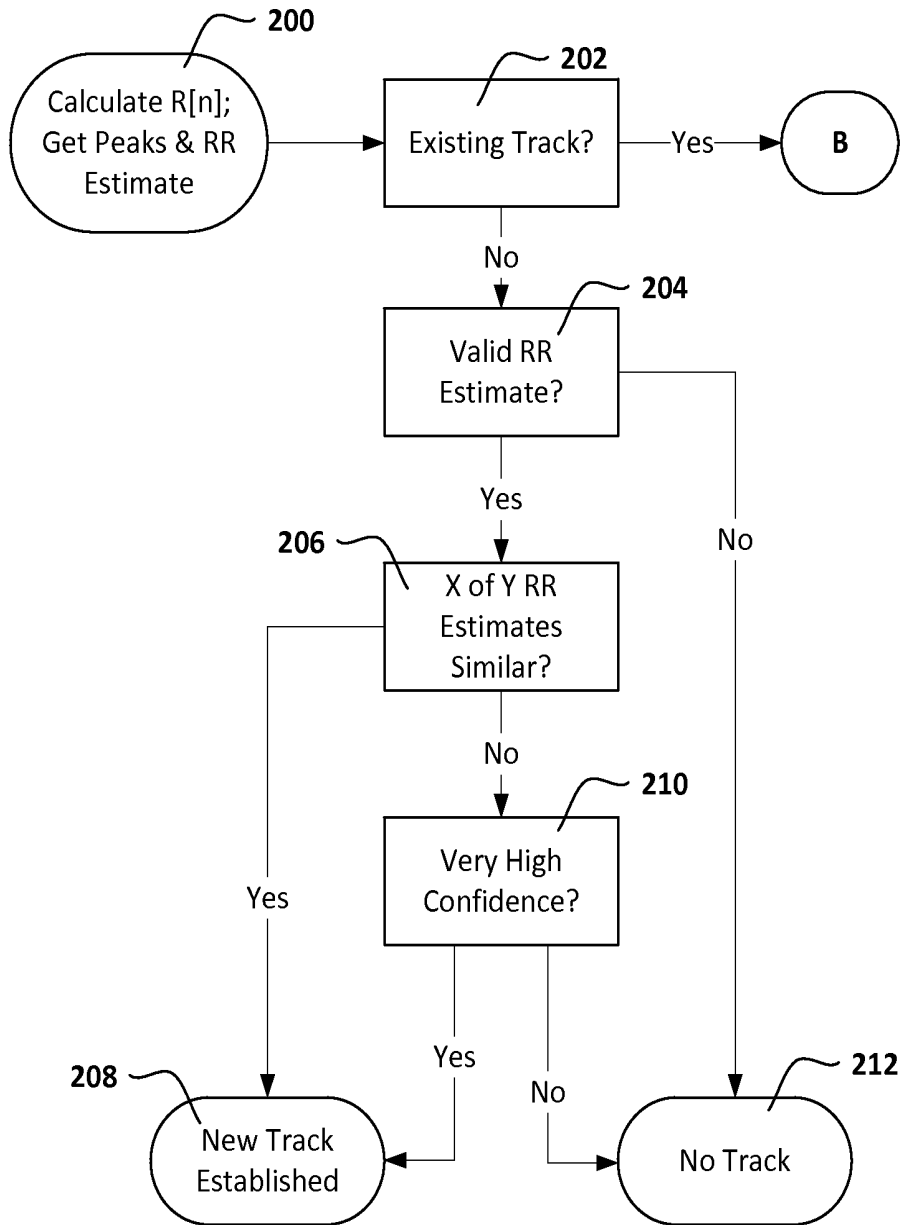 200
Calculate R[n];
Get Peaks & RR
Estimate
202
Existing Track?
Yes
B
No
204
Valid RR
Estimate?
Yes
No
206
X of Y RR
Estimates
Similar?
No
210
Very High
Confidence?
Yes
Yes
No
208
New Track
Established
212
No Track